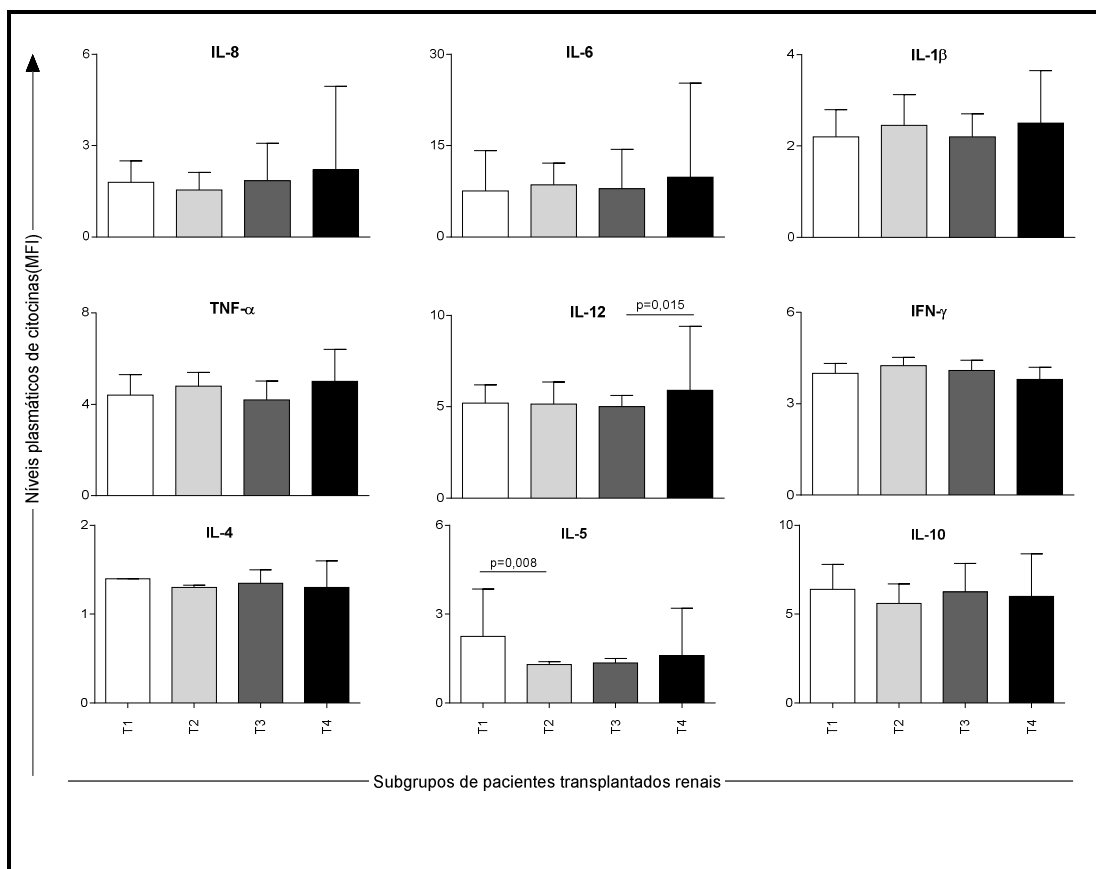 IL-8
6
3
0
IL-6
30
15
0
IL-1β
4
2
0
TNF-α
8
4
0
IL-12
p=0,015
10
5
0
IFN-γ
6
3
0
IL-4
2
1
0
T1
T2
T3
T4
IL-5
p=0,008
6
3
0
T1
T2
T3
T4
IL-10
10
5
0
T1
T2
T3
T4
Níveis plasmáticos de citocinas(MFI)
Subgrupos de pacientes transplantados renais